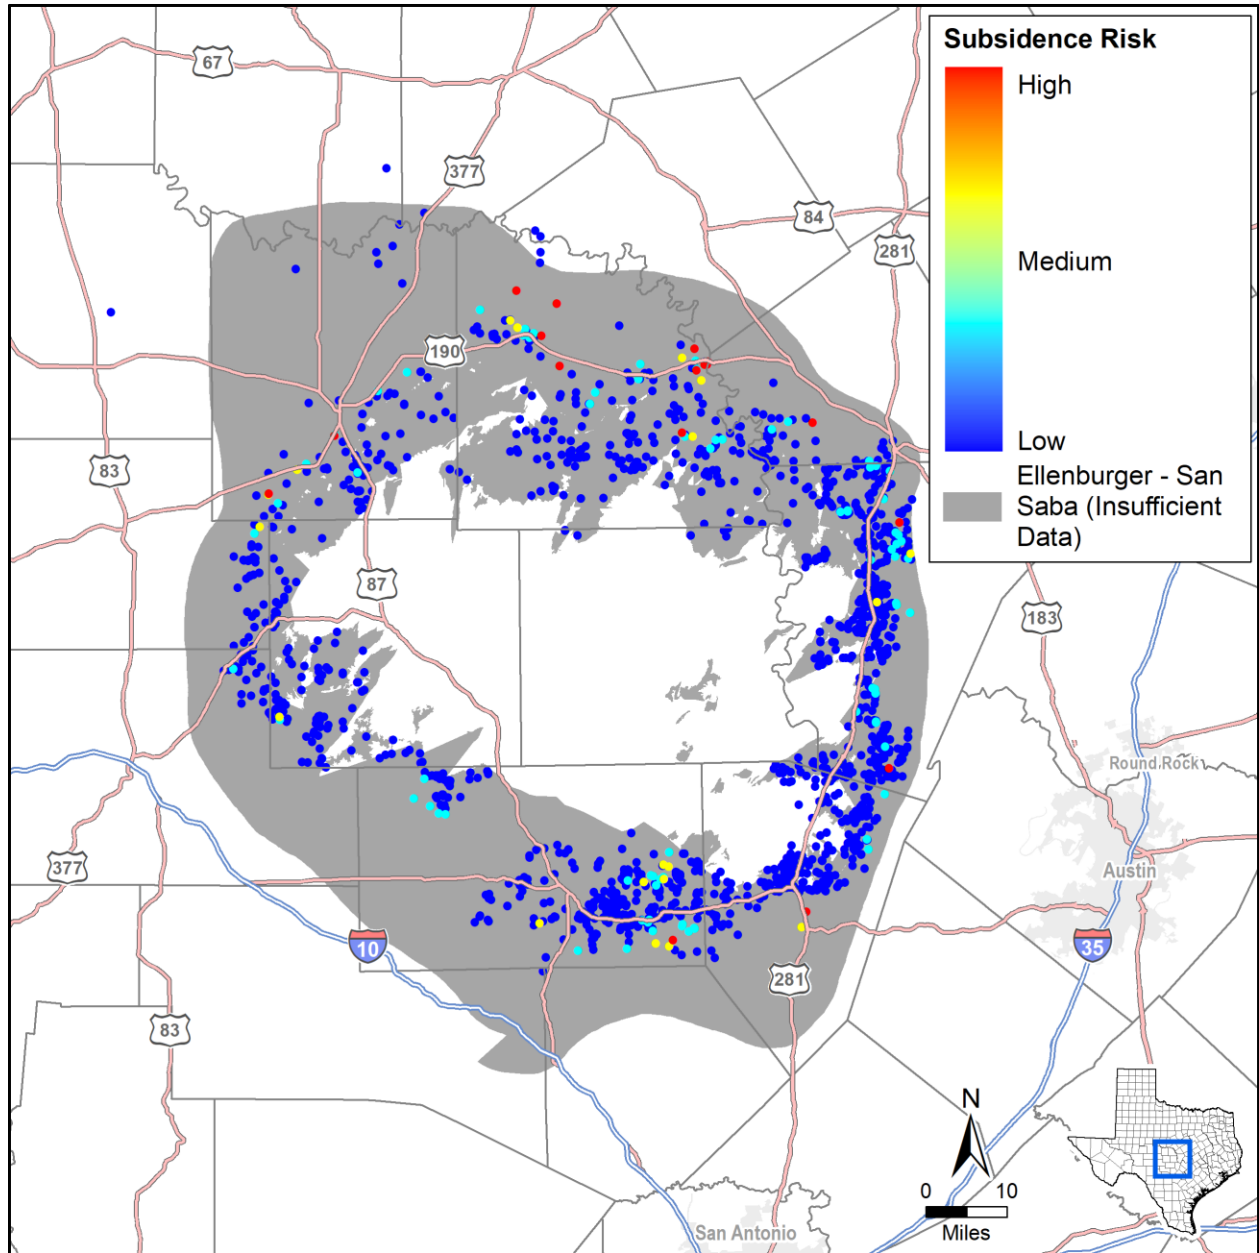 Subsidence Risk
High
Medium
Low
Ellenburger - San
Saba (Insufficient
Data)
67
377
84
281
190
83
87
183
Round Rock
377
Austin
10
35
281
83
N
0 10
Miles
San Antonio